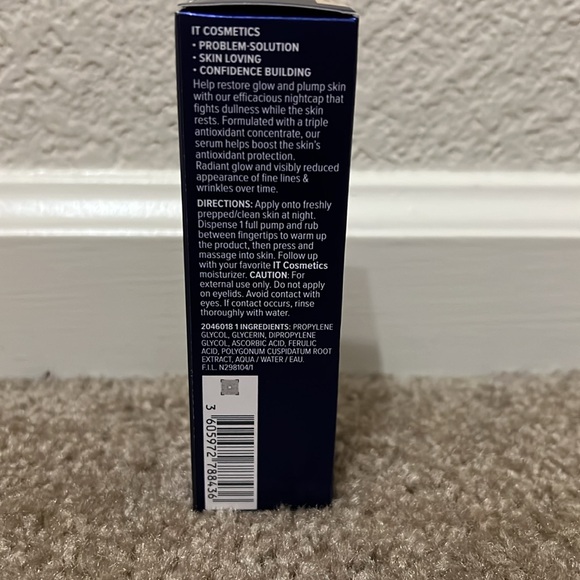 IT COSMETICS
• PROBLEM-SOLUTION
• SKIN LOVING
• CONFIDENCE BUILDING
Help restore glow and plump skin
with our efficacious nightcap that
fights dullness while the skin
rests. Formulated with a triple
antioxidant concentrate, our
serum helps boost the skin's
antioxidant protection.
Radiant glow and visibly reduced
appearance of fine lines &
wrinkles over time.
DIRECTIONS: Apply onto freshly
prepped/clean skin at night.
Dispense 1 full pump and rub
between fingertips to warm up
the product, then press and
massage into skin. Follow up
with your favorite IT Cosmetics
moisturizer. CAUTION: For
external use only. Do not apply
on eyelids. Avoid contact with
eyes. If contact occurs, rinse
thoroughly with water.
2046018 1 INGREDIENTS: PROPYLENE
GLYCOL, GLYCERIN, DIPROPYLENE
GLYCOL, ASCORBIC ACID, FERULIC
ACID, POLYGONUM CUSPIDATUM ROOT
EXTRACT, AQUA / WATER / EAU.
F.I.L. N298104/1
3 605972 788436